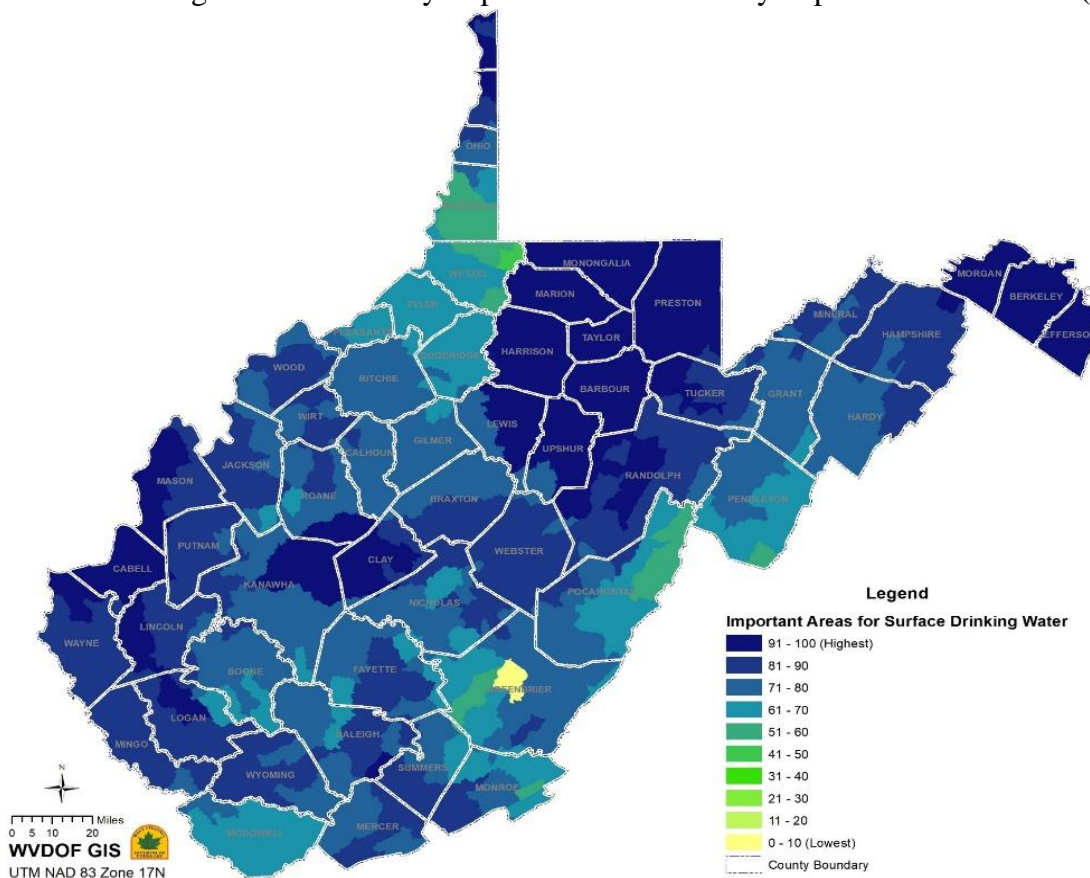 OHIO
WETZEL
MONONGALIA
MORGAN
MARION
PRESTON
BERKELEY
TYLER
JEFFERSO
MINERAL
PLEASANTS
HAMPSHIRE
TAYLOR
HARRISON
DODDRIDGE
WOOD
RITCHIE
BARBOUR
TUCKER
GRANT
WIRT
HARDY
LEWIS
GILMER
UPSHUR
CALHOUN
JACKSON
RANDOLPH
MASON
ROANE
PENDLETON
BRAXTON
PUTNAM
WEBSTER
CLAY
CABELL
KANAWHA
POCAHONTAS
NICHOLAS
LINCOLN
WAYNE
FAYETTE
BOONE
GREENBRIER
LOGAN
RALEIGH
MINGO
SUMMERS
WYOMING
MONROE
MERCER
MCDOWELL
Legend
Important Areas for Surface Drinking Water
91 - 100 (Highest)
81 - 90
71 - 80
61 - 70
51 - 60
41 - 50
31 - 40
21 - 30
11 - 20
0 - 10 (Lowest)
County Boundary
N
0 5 10 20 Miles
WVDOF GIS
UTM NAD 83 Zone 17N